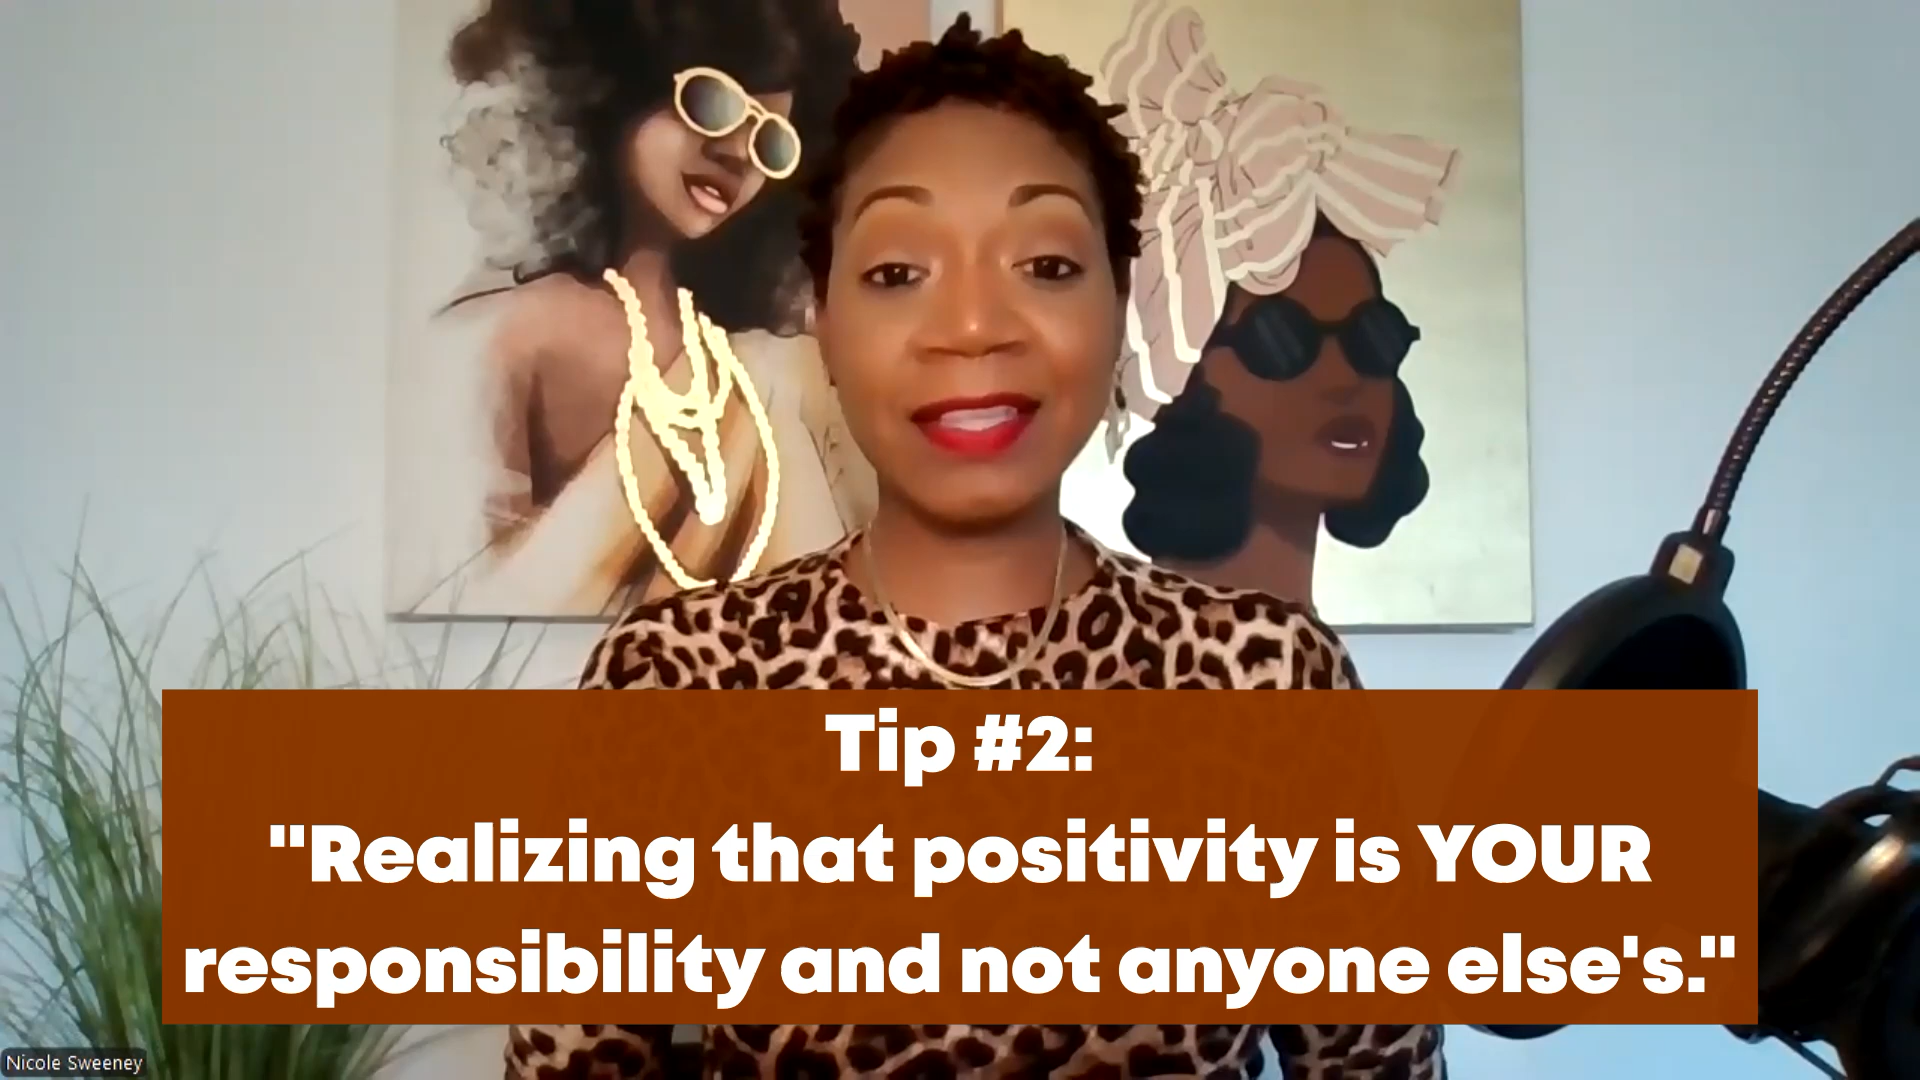 Tip #2:
"Realizing that positivity is YOUR
responsibility and not anyone else's."
Nicole Sweeney